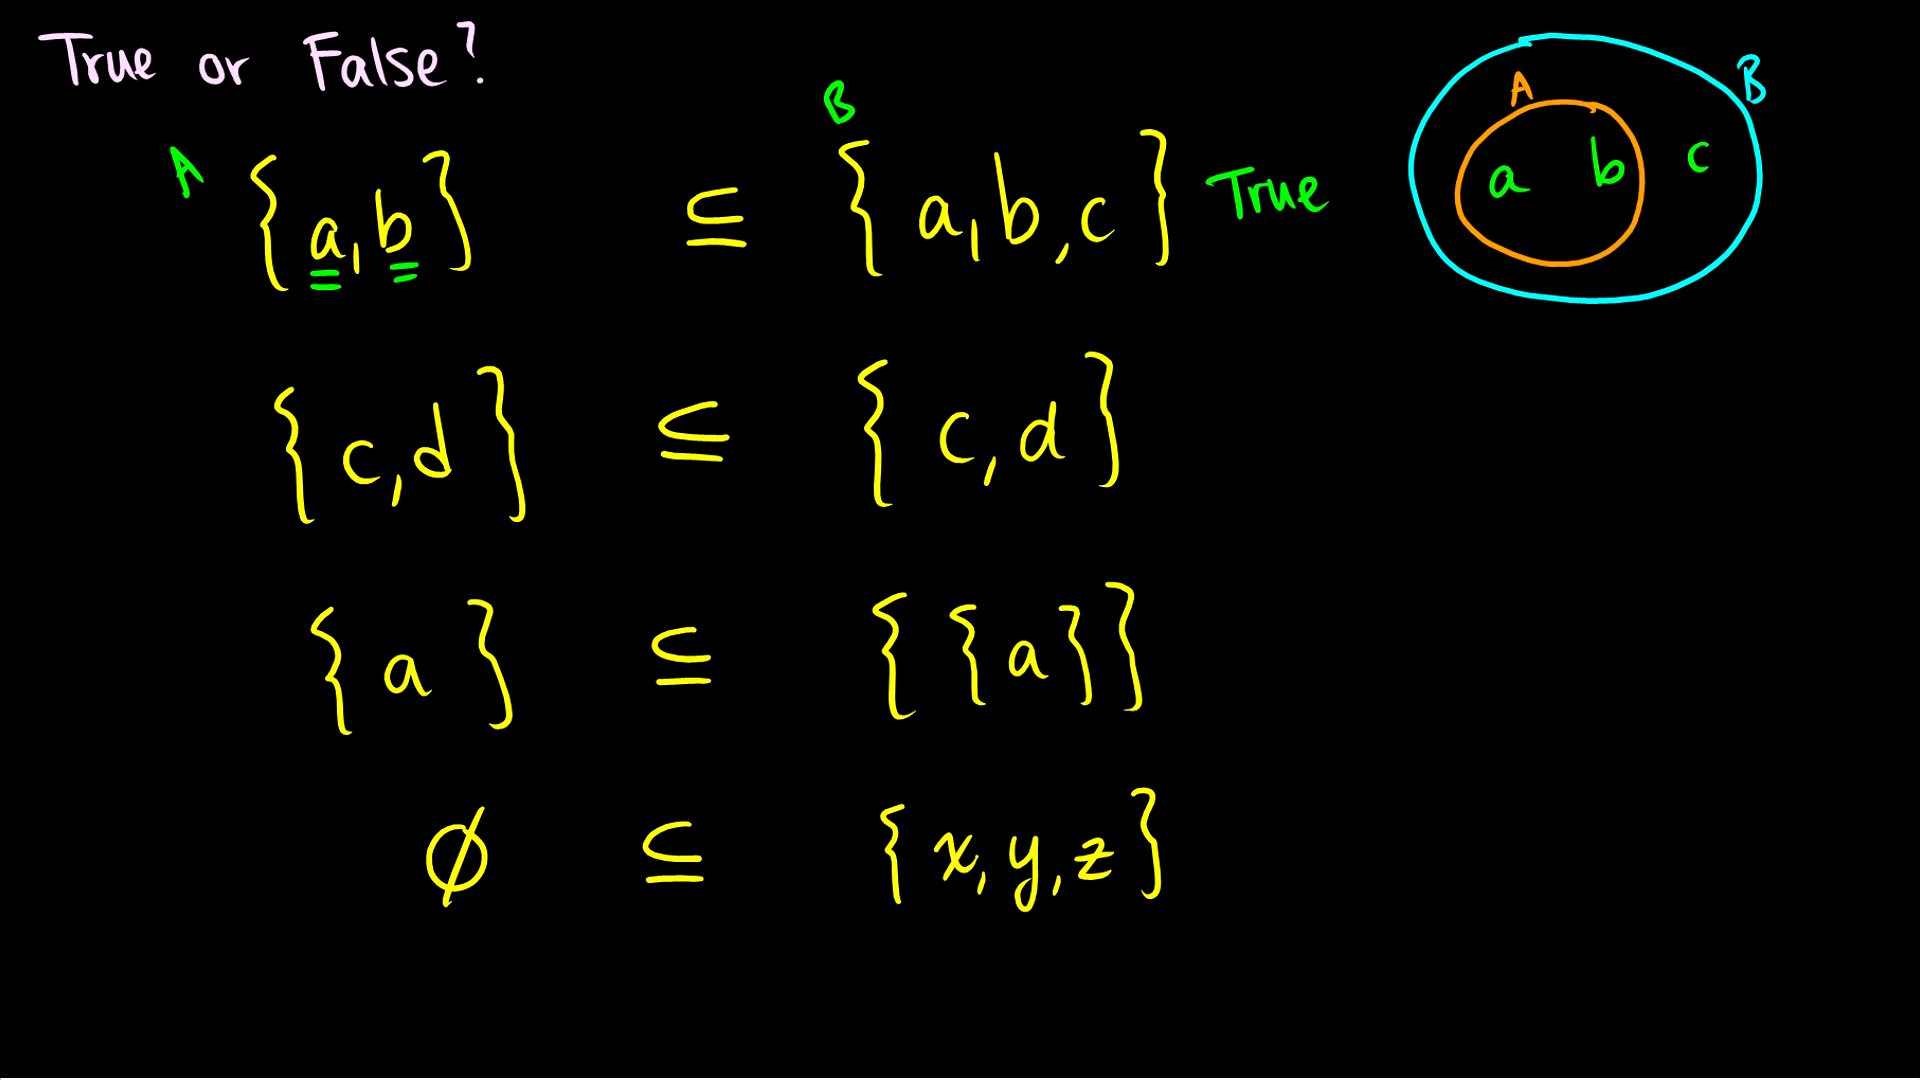 True or False?
A {a,b} ⊆ B {a,b,c} True
A B
a b c
{c,d} ⊆ {c,d}
{a} ⊆ {{a}}
∅ ⊆ {x,y,z}